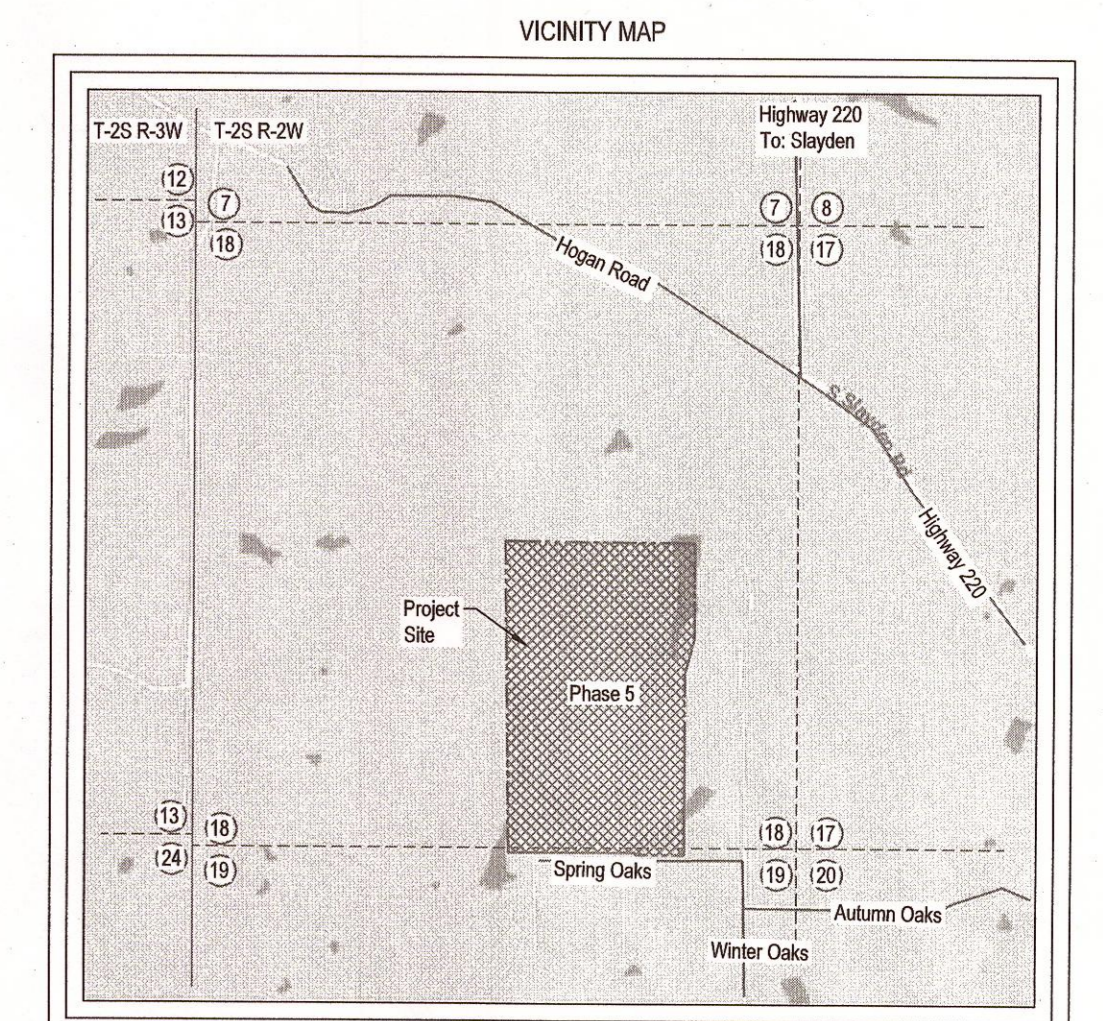 VICINITY MAP
T-2S R-3W
T-2S R-2W
Highway 220
To: Slayden
12
7
7
8
13
18
18
17
Hogan Road
S Slayden Rd
Highway 220
Project
Site
Phase 5
13
18
18
17
24
19
19
20
Spring Oaks
Autumn Oaks
Winter Oaks